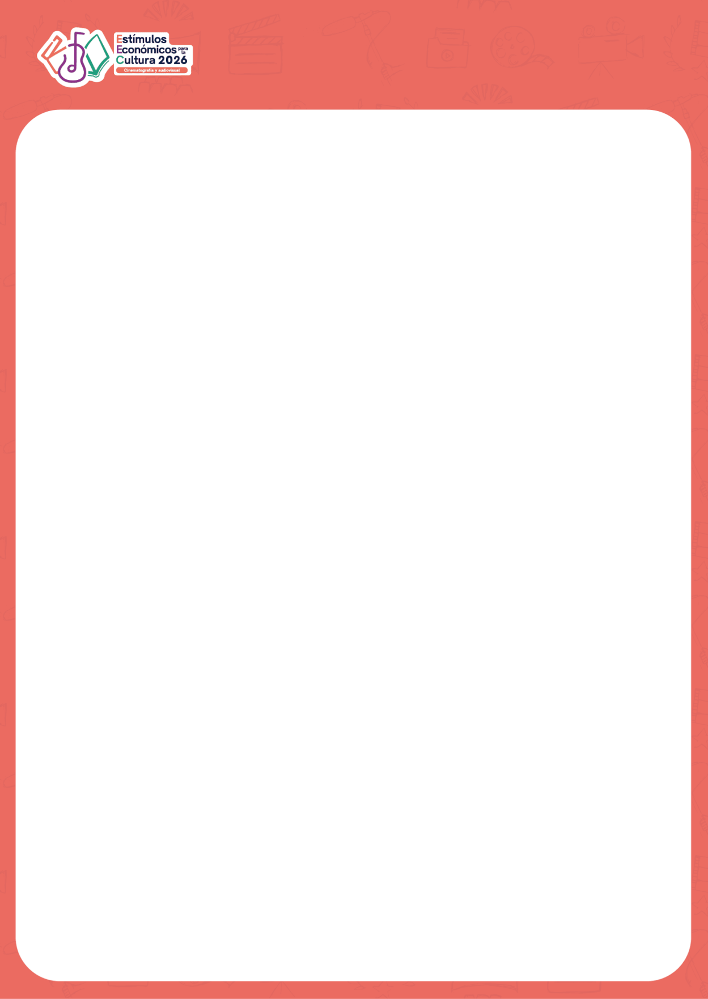 Estímulos
Económicos para la
Cultura 2026
Cinematografía y audiovisual